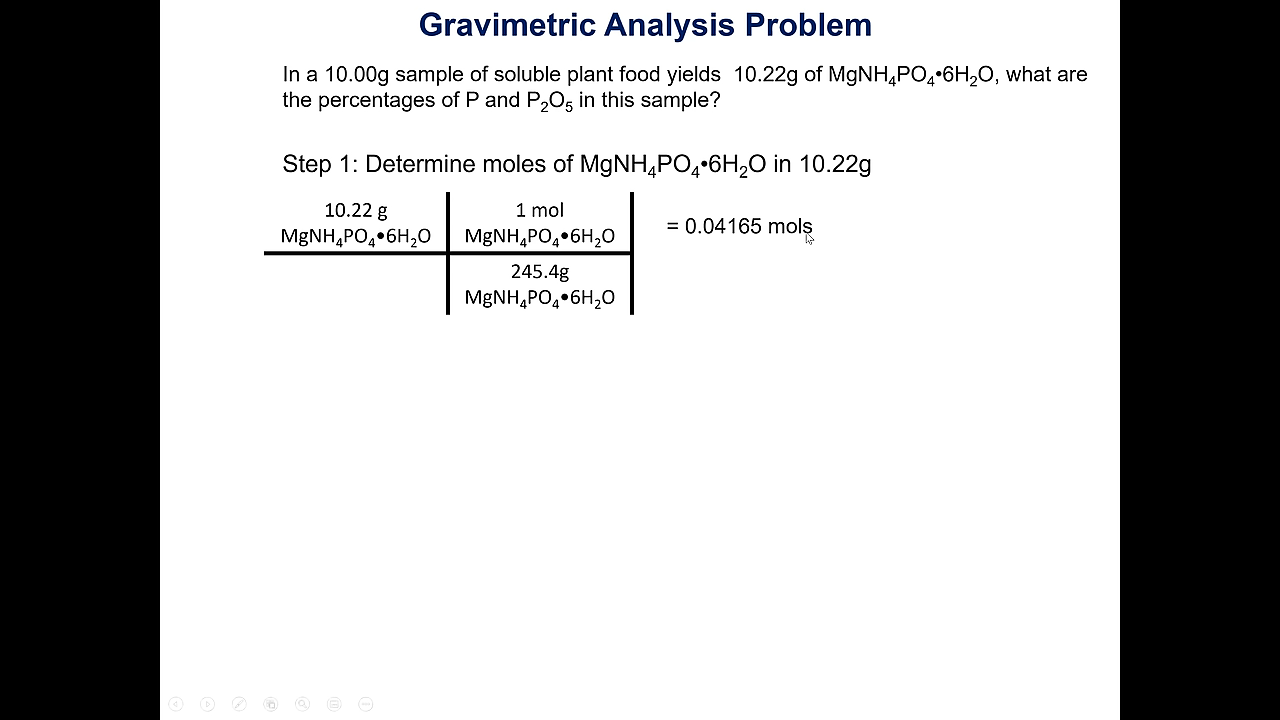 Gravimetric Analysis Problem
In a 10.00g sample of soluble plant food yields 10.22g of MgNH₄PO₄•6H₂O, what are
the percentages of P and P₂O₅ in this sample?
Step 1: Determine moles of MgNH₄PO₄•6H₂O in 10.22g
10.22 g
MgNH₄PO₄•6H₂O
1 mol
MgNH₄PO₄•6H₂O
= 0.04165 mols
245.4g
MgNH₄PO₄•6H₂O